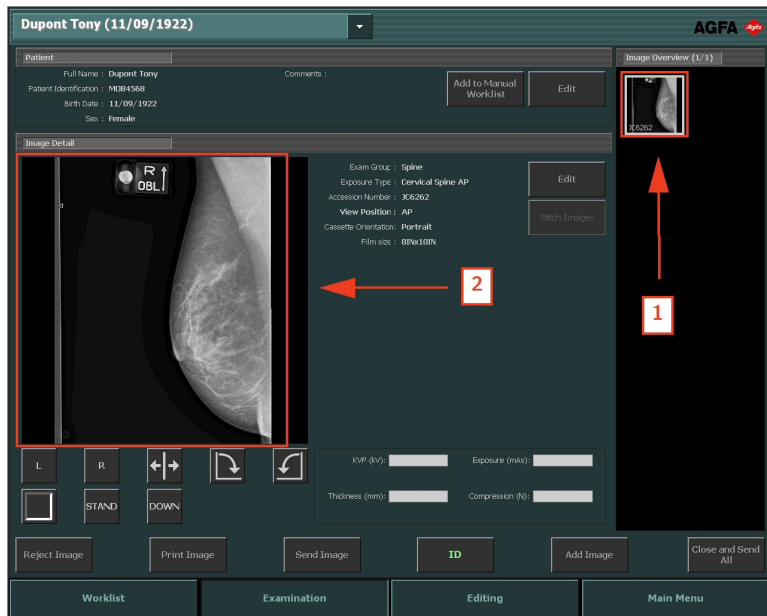 Dupont Tony (11/09/1922)
AGFA
Agfa
Patient
Full Name : Dupont Tony
Patient Identification : MOB4568
Birth Date : 11/09/1922
Sex : Female
Comments :
Add to Manual
Worklist
Edit
Image Overview (1/1)
JC6262
Image Detail
R
OBL
Exam Group : Spine
Exposure Type : Cervical Spine AP
Accession Number : JC6262
View Position : AP
Cassette Orientation: Portrait
Film size : 8INx10IN
Edit
Stitch Images
2
1
L
R
STAND
DOWN
KVP (kV):
Exposure (mAs):
Thickness (mm):
Compression (N):
Reject Image
Print Image
Send Image
ID
Add Image
Close and Send
All
Worklist
Examination
Editing
Main Menu